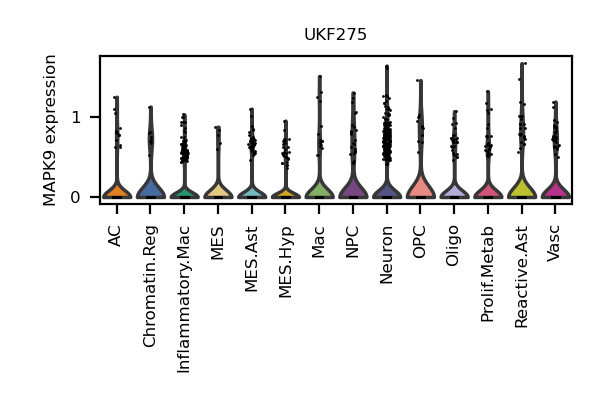 UKF275
MAPK9 expression
1
0
AC
Chromatin.Reg
Inflammatory.Mac
MES
MES.Ast
MES.Hyp
Mac
NPC
Neuron
OPC
Oligo
Prolif.Metab
Reactive.Ast
Vasc